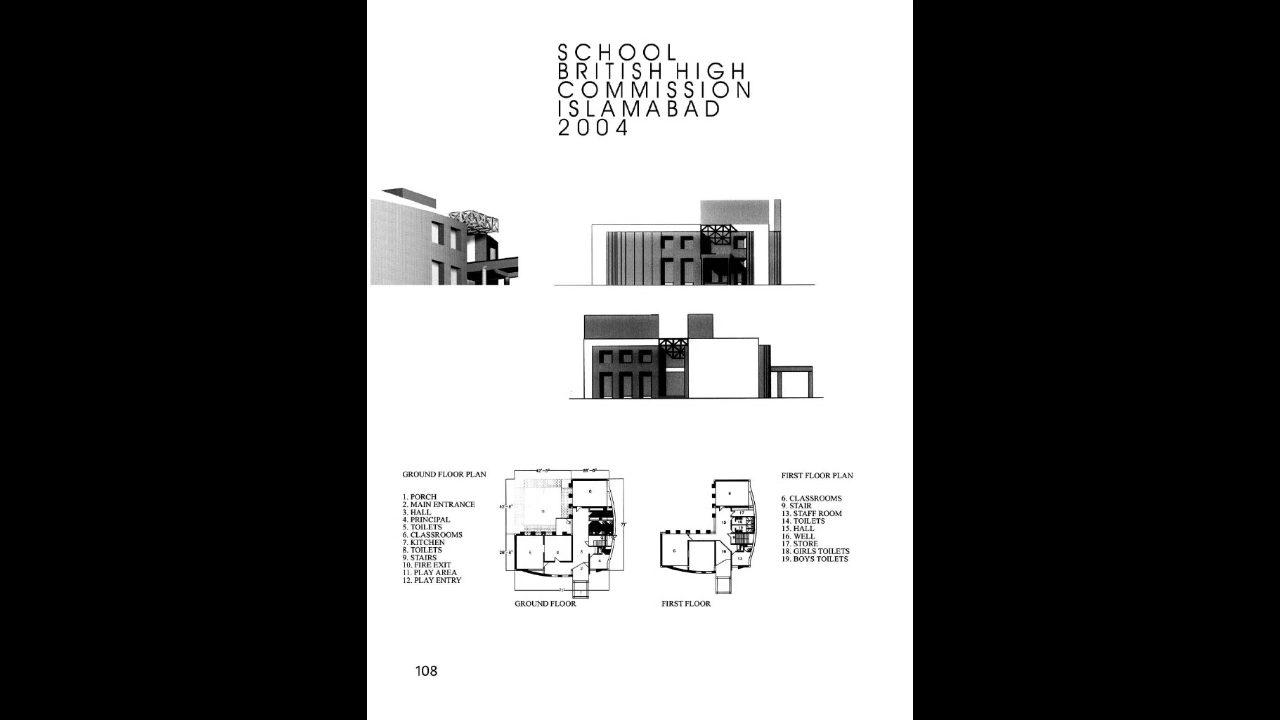 SCHOOL
BRITISH HIGH
COMMISSION
ISLAMABAD
2004
GROUND FLOOR PLAN
1. PORCH
2. MAIN ENTRANCE
3. HALL
4. PRINCIPAL
5. TOILETS
6. CLASSROOMS
7. KITCHEN
8. TOILETS
9. STAIRS
10. FIRE EXIT
11. PLAY AREA
12. PLAY ENTRY
GROUND FLOOR
FIRST FLOOR
FIRST FLOOR PLAN
6. CLASSROOMS
9. STAIR
13. STAFF ROOM
14. TOILETS
15. HALL
16. WELL
17. STORE
18. GIRLS TOILETS
19. BOYS TOILETS
108